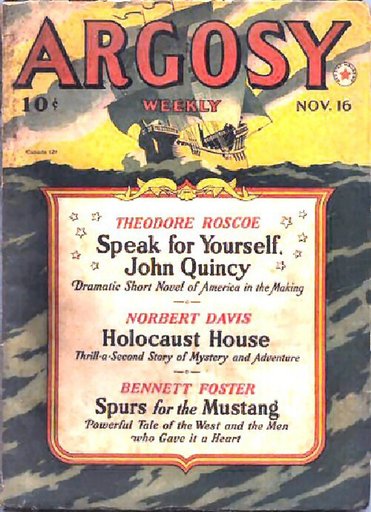 ARGOSY
10¢ WEEKLY NOV. 16
Canada 12¢
THEODORE ROSCOE
Speak for Yourself,
John Quincy
Dramatic Short Novel of America in the Making
NORBERT DAVIS
Holocaust House
Thrill-a-Second Story of Mystery and Adventure
BENNETT FOSTER
Spurs for the Mustang
Powerful Tale of the West and the Men
who Gave it a Heart